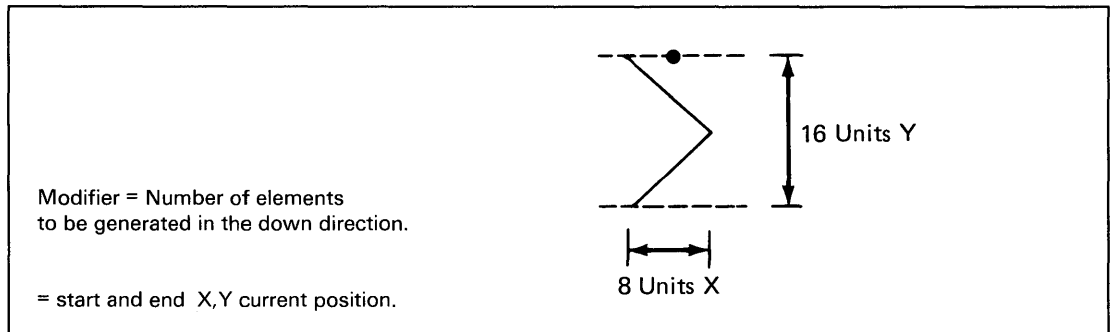 16 Units Y
Modifier = Number of elements
to be generated in the down direction.
8 Units X
= start and end X,Y current position.